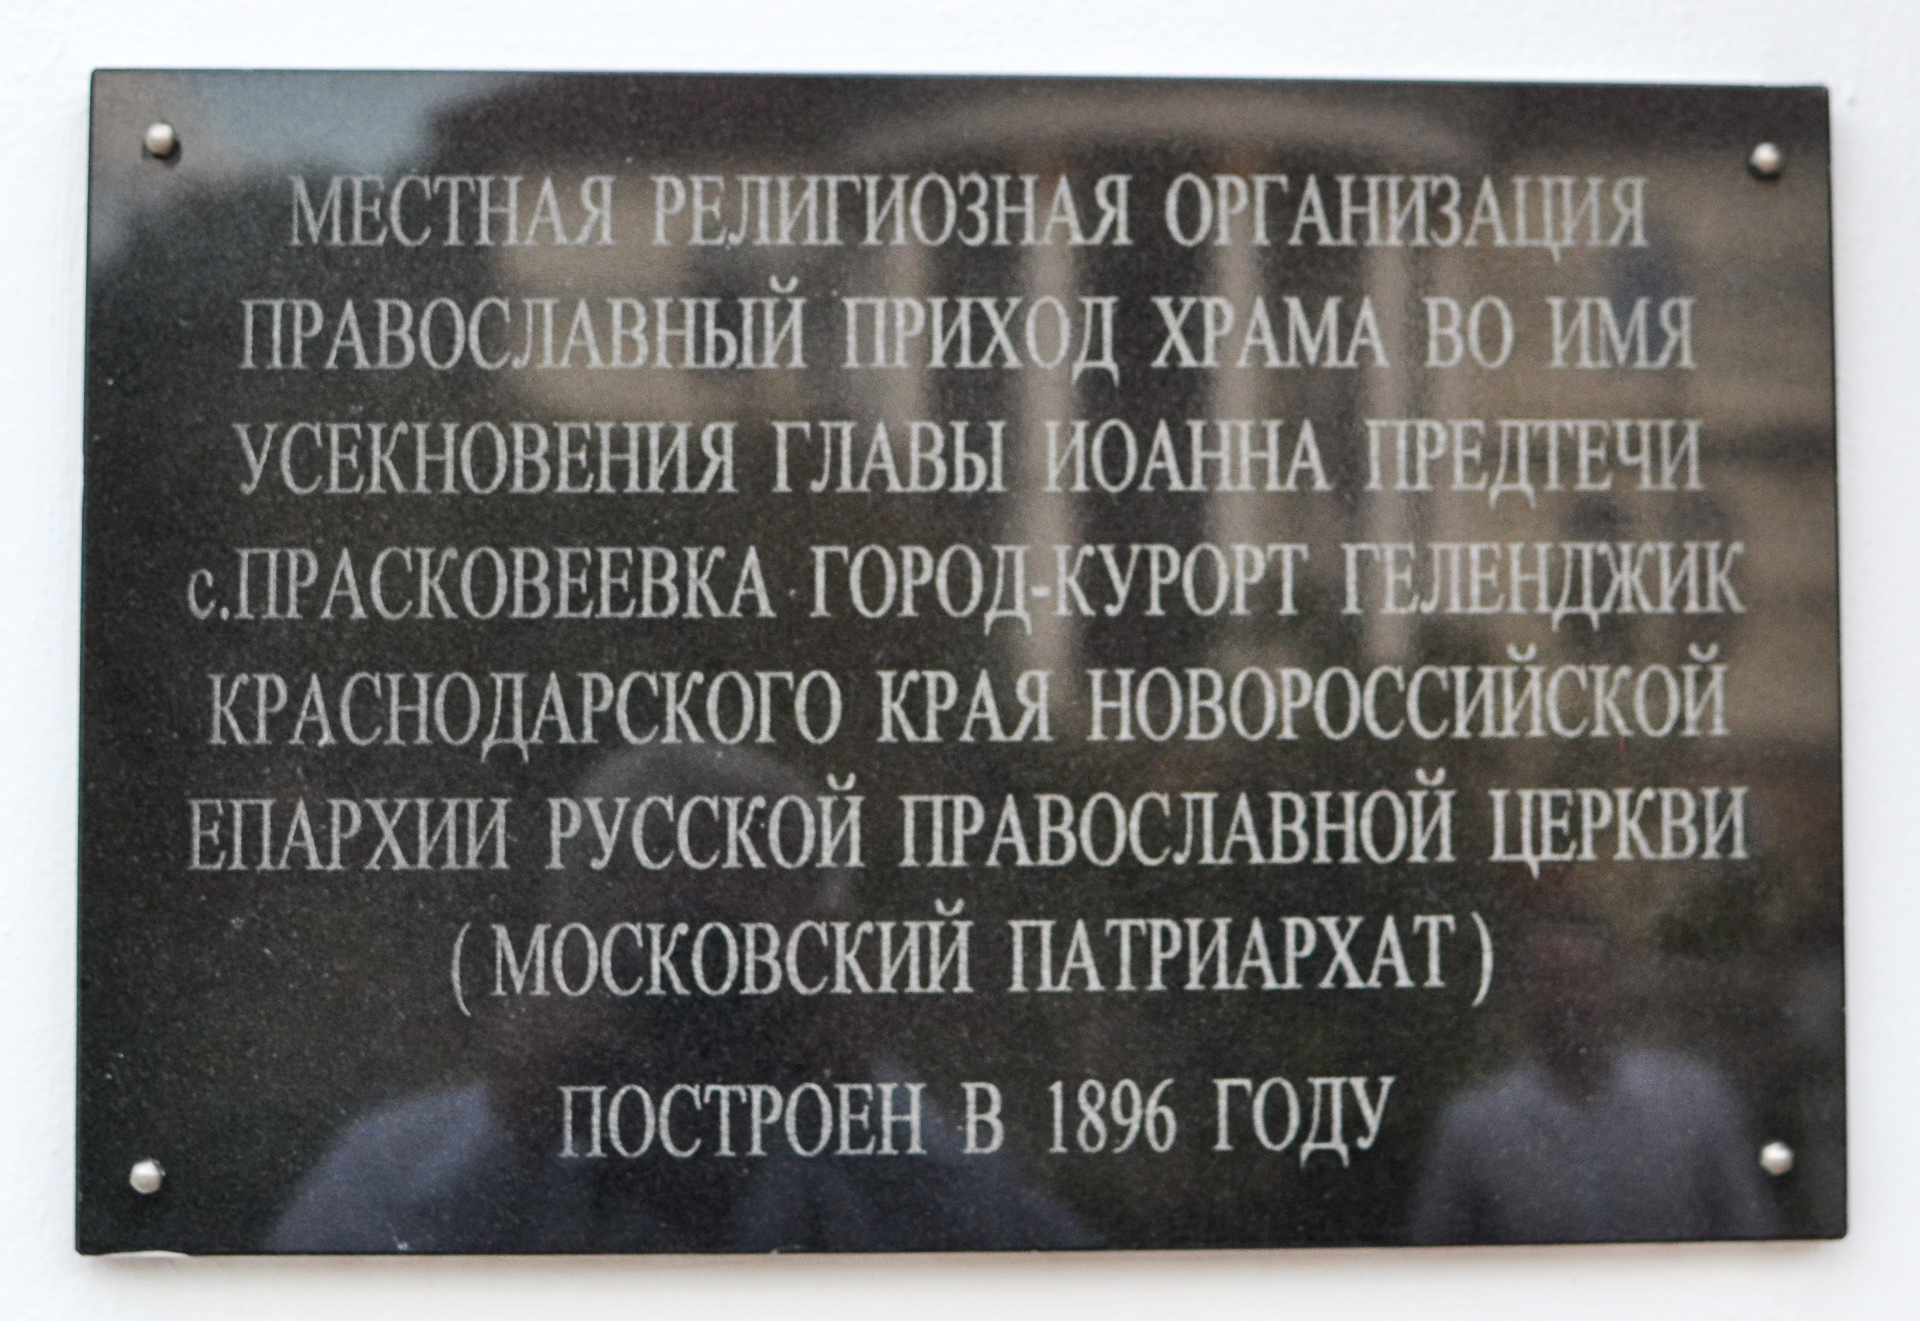 МЕСТНАЯ РЕЛИГИОЗНАЯ ОРГАНИЗАЦИЯ
ПРАВОСЛАВНЫЙ ПРИХОД ХРАМА ВО ИМЯ
УСЕКНОВЕНИЯ ГЛАВЫ ИОАННА ПРЕДТЕЧИ
с.ПРАСКОВЕЕВКА ГОРОД-КУРОРТ ГЕЛЕНДЖИК
КРАСНОДАРСКОГО КРАЯ НОВОРОССИЙСКОЙ
ЕПАРХИИ РУССКОЙ ПРАВОСЛАВНОЙ ЦЕРКВИ
( МОСКОВСКИЙ ПАТРИАРХАТ )
ПОСТРОЕН В 1896 ГОДУ